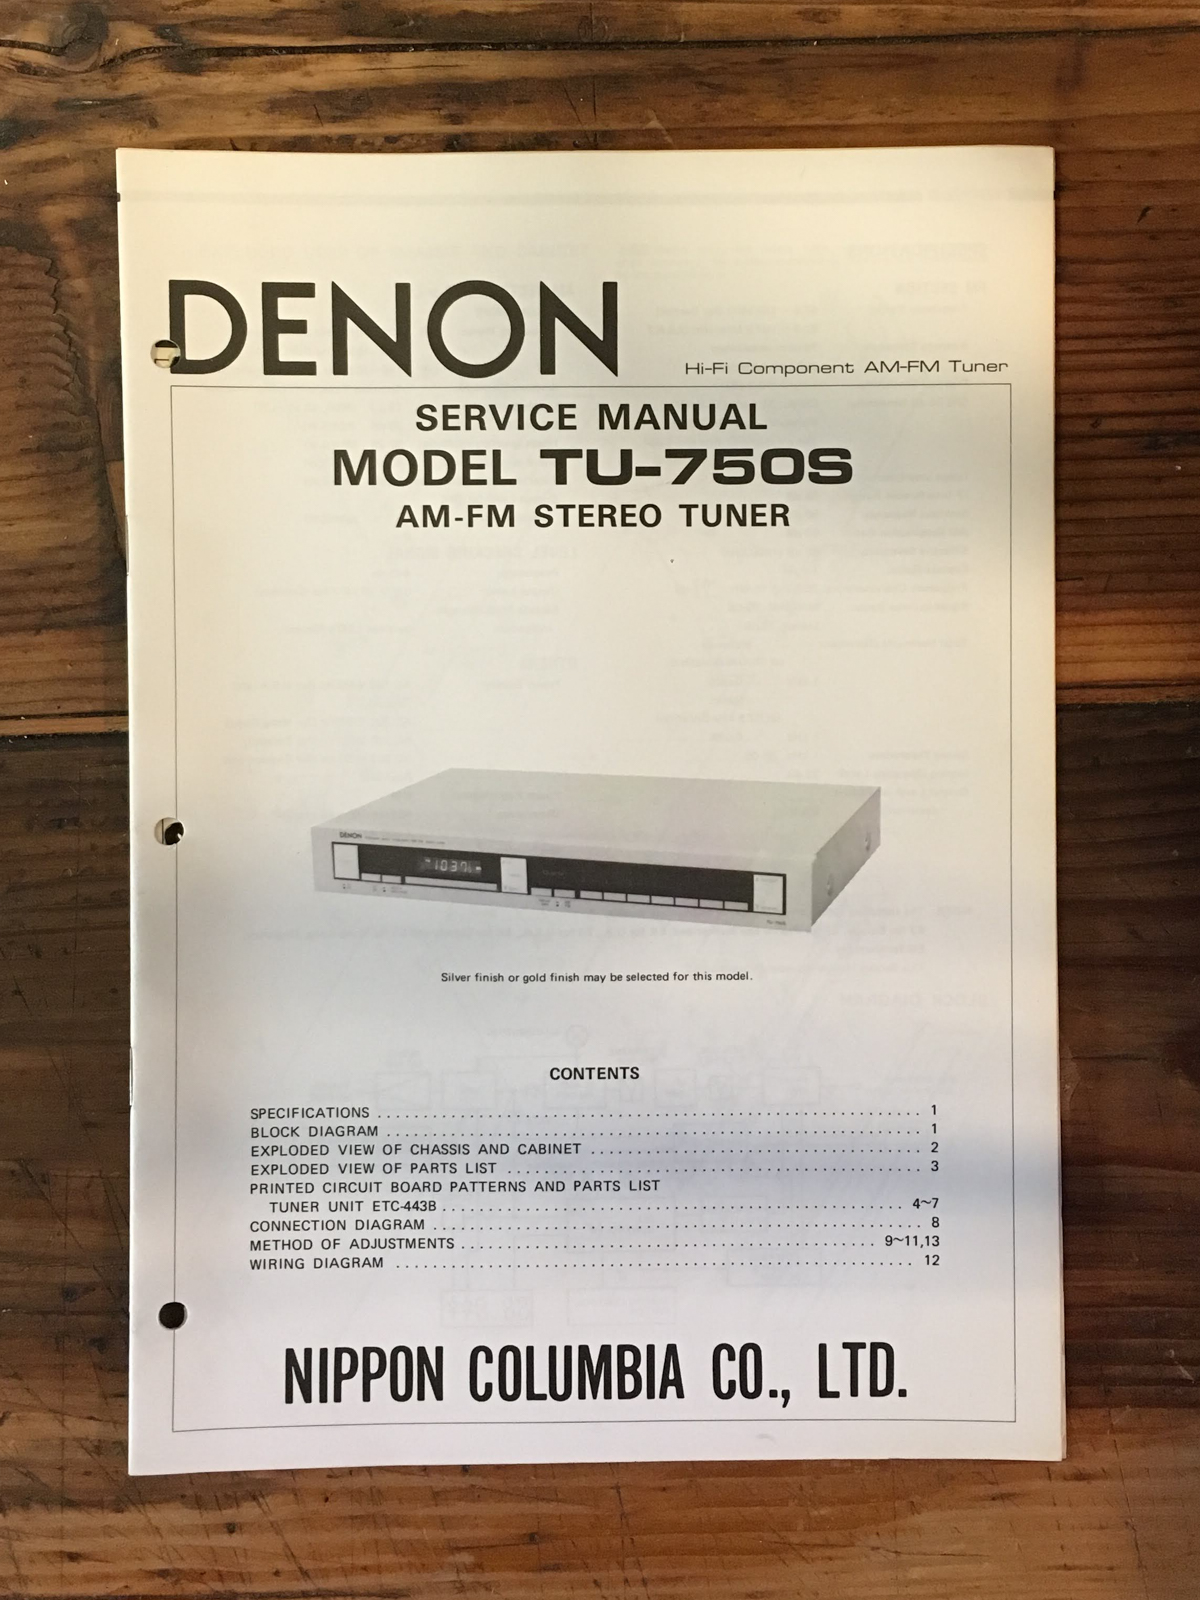 DENON
Hi-Fi Component AM-FM Tuner
SERVICE MANUAL
MODEL TU-750S
AM-FM STEREO TUNER
DENON
Silver finish or gold finish may be selected for this model.
CONTENTS
SPECIFICATIONS 1
BLOCK DIAGRAM 1
EXPLODED VIEW OF CHASSIS AND CABINET 2
EXPLODED VIEW OF PARTS LIST 3
PRINTED CIRCUIT BOARD PATTERNS AND PARTS LIST
TUNER UNIT ETC-443B 4~7
CONNECTION DIAGRAM 8
METHOD OF ADJUSTMENTS 9~11,13
WIRING DIAGRAM 12
NIPPON COLUMBIA CO., LTD.